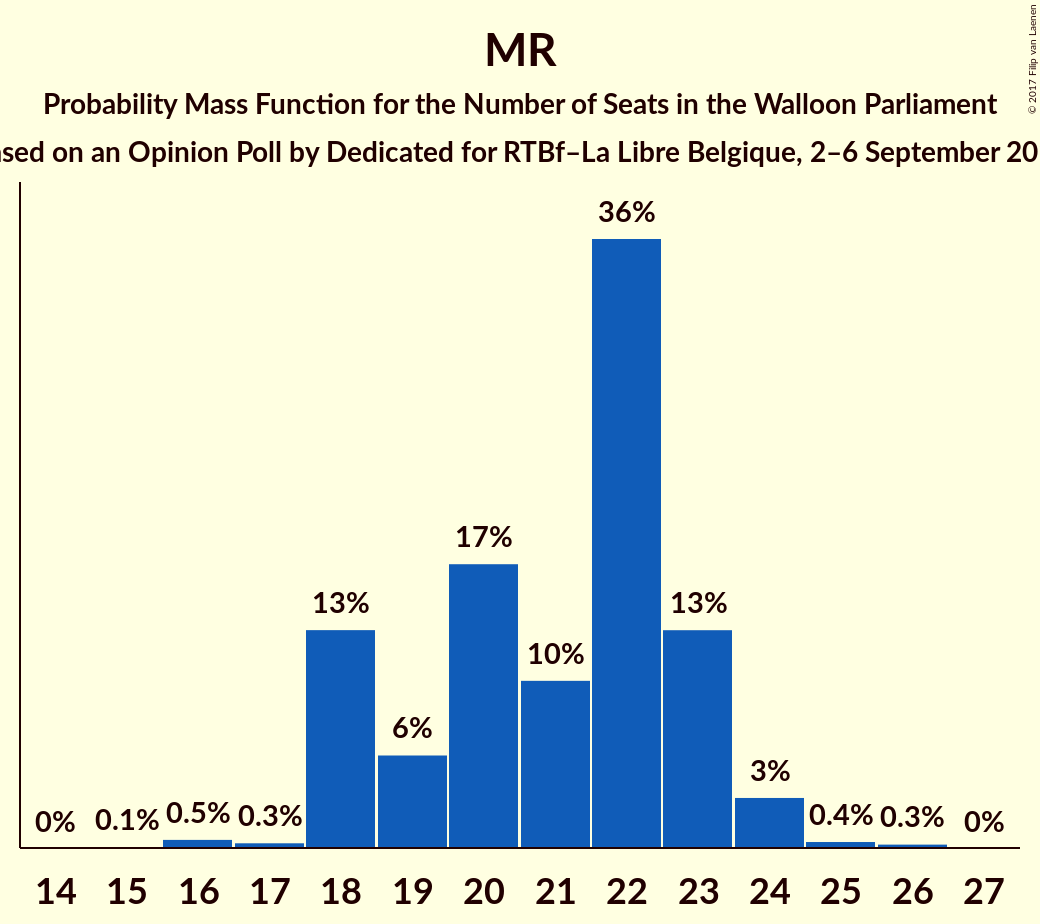 MR
Probability Mass Function for the Number of Seats in the Walloon Parliament
on an Opinion Poll by Dedicated for RTBf–La Libre Belgique, 2–6 September
© 2017 Filip van Laenen
36%
17%
13%
13%
10%
6%
3%
0%
0.1%
0.5%
0.3%
0.4%
0.3%
0%
14 15 16 17 18 19 20 21 22 23 24 25 26 27